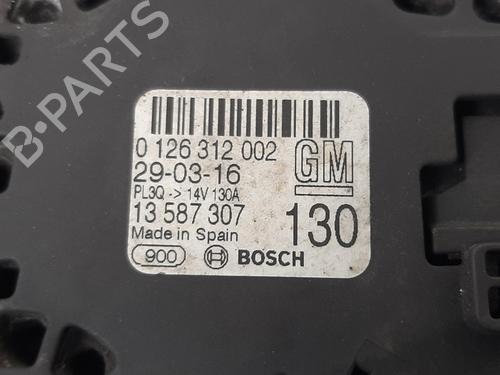 B-PARTS
0 126 312 002
GM
29-03-16
PL3Q -> 14V 130A
13 587 307
130
Made in Spain
900
BOSCH